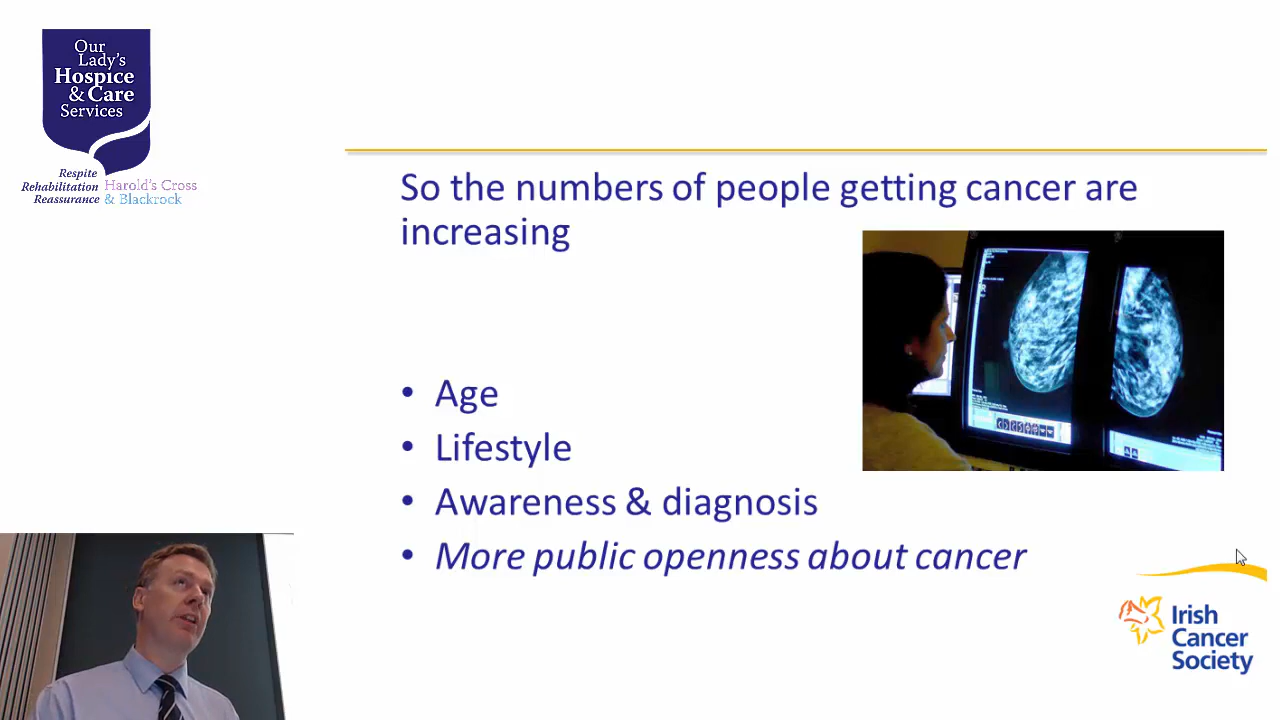 Our
Lady's
Hospice
& Care
Services
Respite
Rehabilitation
Reassurance
Harold's Cross
& Blackrock
So the numbers of people getting cancer are
increasing
• Age
• Lifestyle
• Awareness & diagnosis
• More public openness about cancer
Irish
Cancer
Society